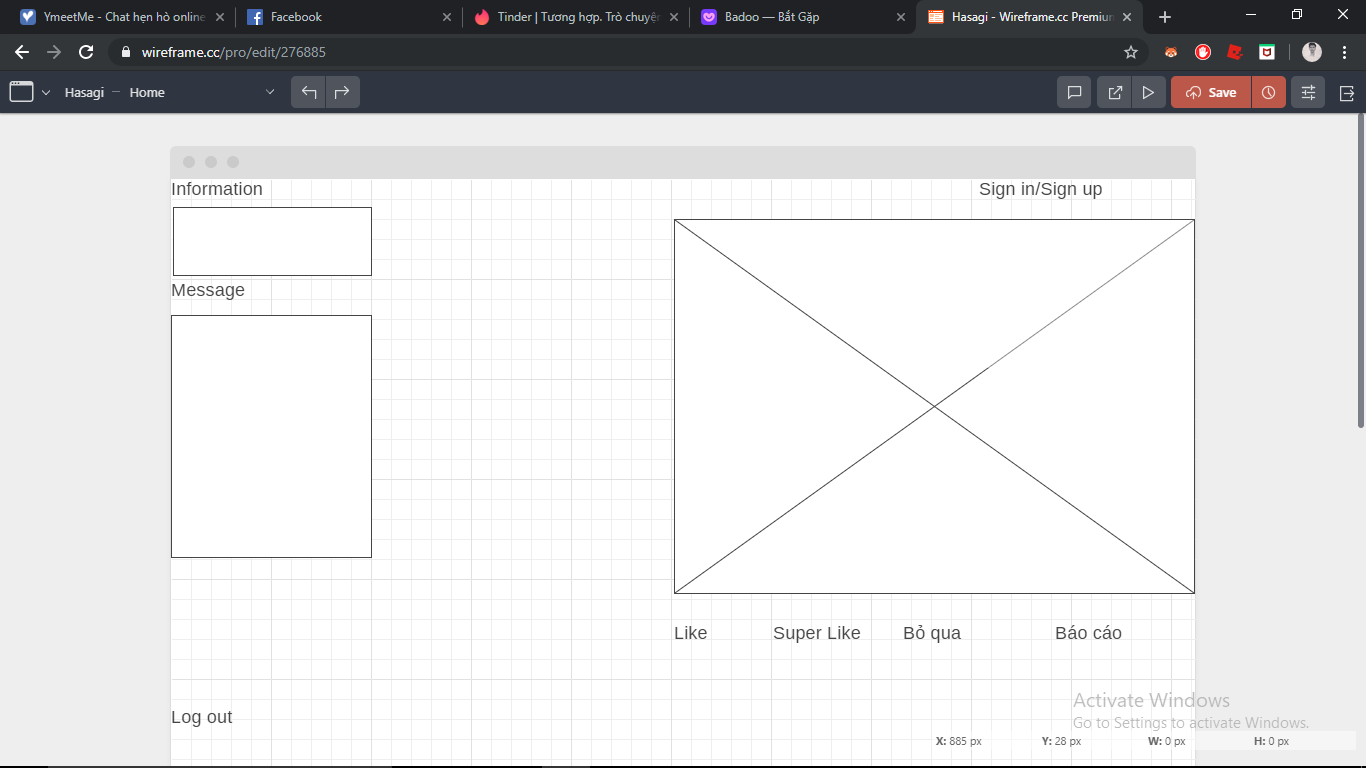 YmeetMe - Chat hẹn hò online
Facebook
Tinder | Tương hợp. Trò chuyện
Badoo — Bắt Gặp
Hasagi - Wireframe.cc Premium
wireframe.cc/pro/edit/276885
Hasagi – Home
Save
Information
Sign in/Sign up
Message
Like
Super Like
Bỏ qua
Báo cáo
Log out
Activate Windows
Go to Settings to activate Windows.
X: 885 px
Y: 28 px
W: 0 px
H: 0 px